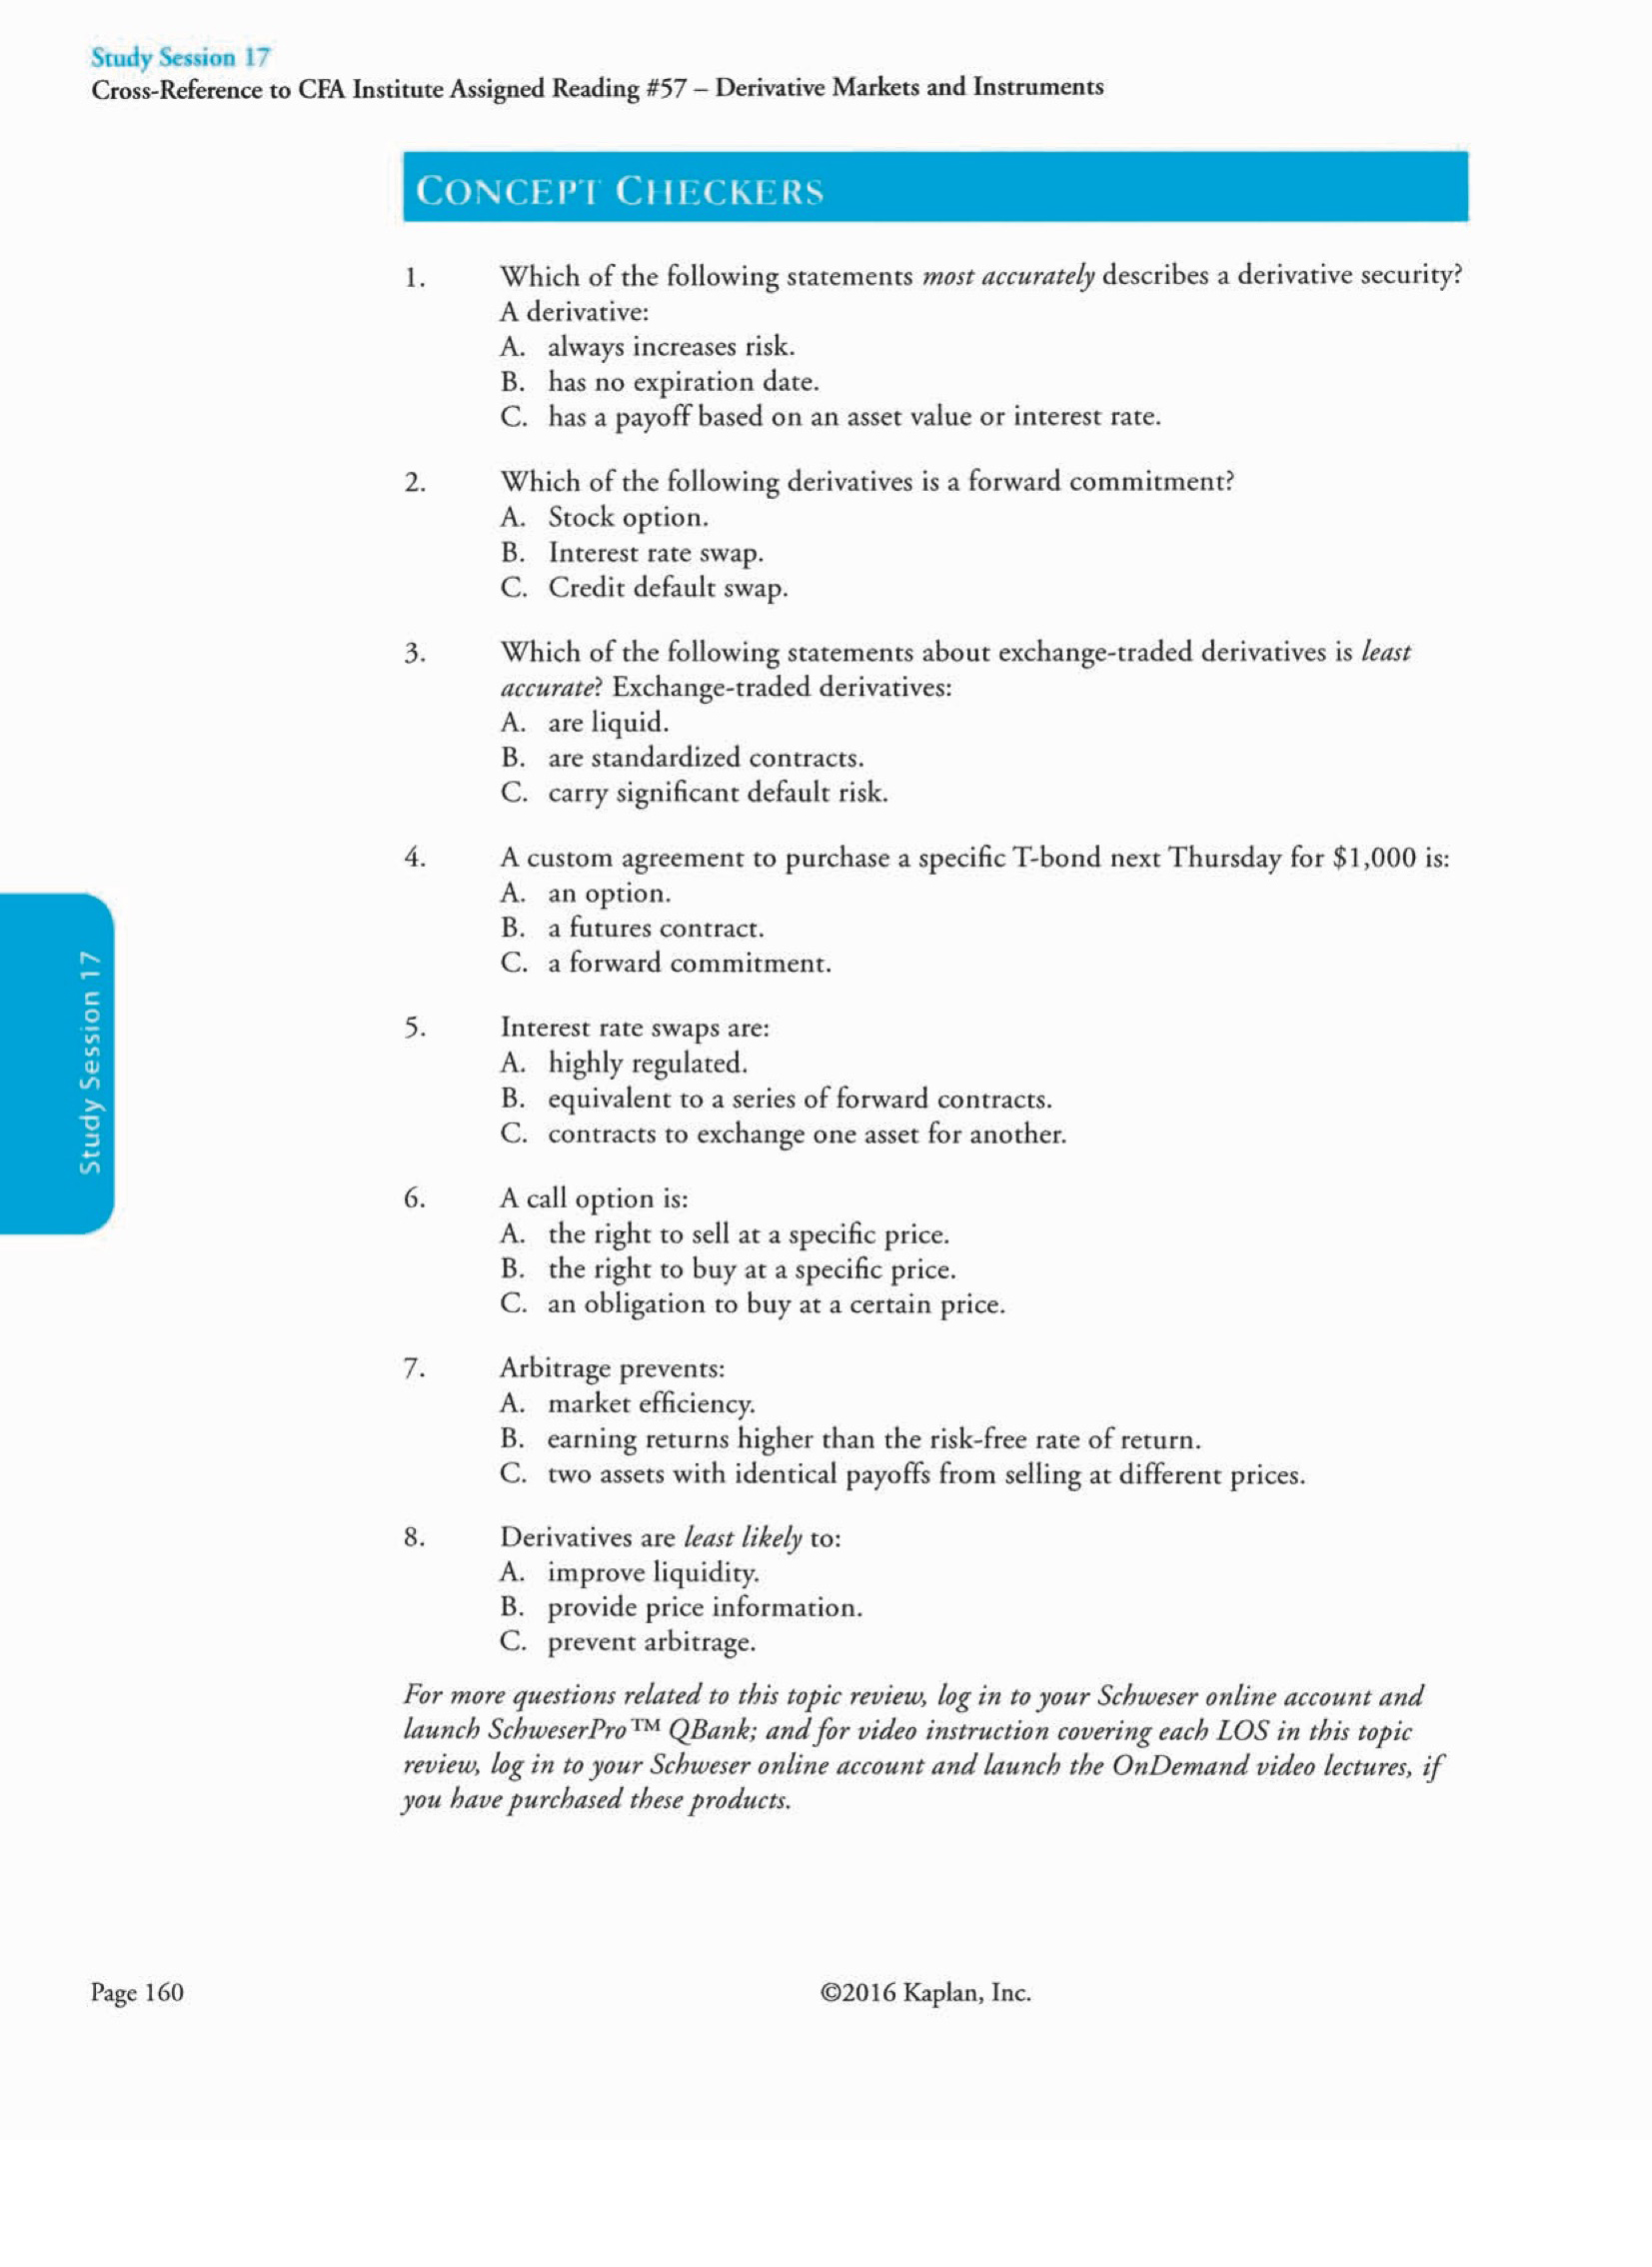 Study Session 17
Cross-Reference to CFA Institute Assigned Reading #57 – Derivative Markets and Instruments
CONCEPT CHECKERS
1. Which of the following statements most accurately describes a derivative security?
A derivative:
A. always increases risk.
B. has no expiration date.
C. has a payoff based on an asset value or interest rate.
2. Which of the following derivatives is a forward commitment?
A. Stock option.
B. Interest rate swap.
C. Credit default swap.
3. Which of the following statements about exchange-traded derivatives is least
accurate? Exchange-traded derivatives:
A. are liquid.
B. are standardized contracts.
C. carry significant default risk.
4. A custom agreement to purchase a specific T-bond next Thursday for $1,000 is:
A. an option.
B. a futures contract.
C. a forward commitment.
Study Session 17
5. Interest rate swaps are:
A. highly regulated.
B. equivalent to a series of forward contracts.
C. contracts to exchange one asset for another.
6. A call option is:
A. the right to sell at a specific price.
B. the right to buy at a specific price.
C. an obligation to buy at a certain price.
7. Arbitrage prevents:
A. market efficiency.
B. earning returns higher than the risk-free rate of return.
C. two assets with identical payoffs from selling at different prices.
8. Derivatives are least likely to:
A. improve liquidity.
B. provide price information.
C. prevent arbitrage.
For more questions related to this topic review, log in to your Schweser online account and
launch SchweserPro™ QBank; and for video instruction covering each LOS in this topic
review, log in to your Schweser online account and launch the OnDemand video lectures, if
you have purchased these products.
Page 160 ©2016 Kaplan, Inc.